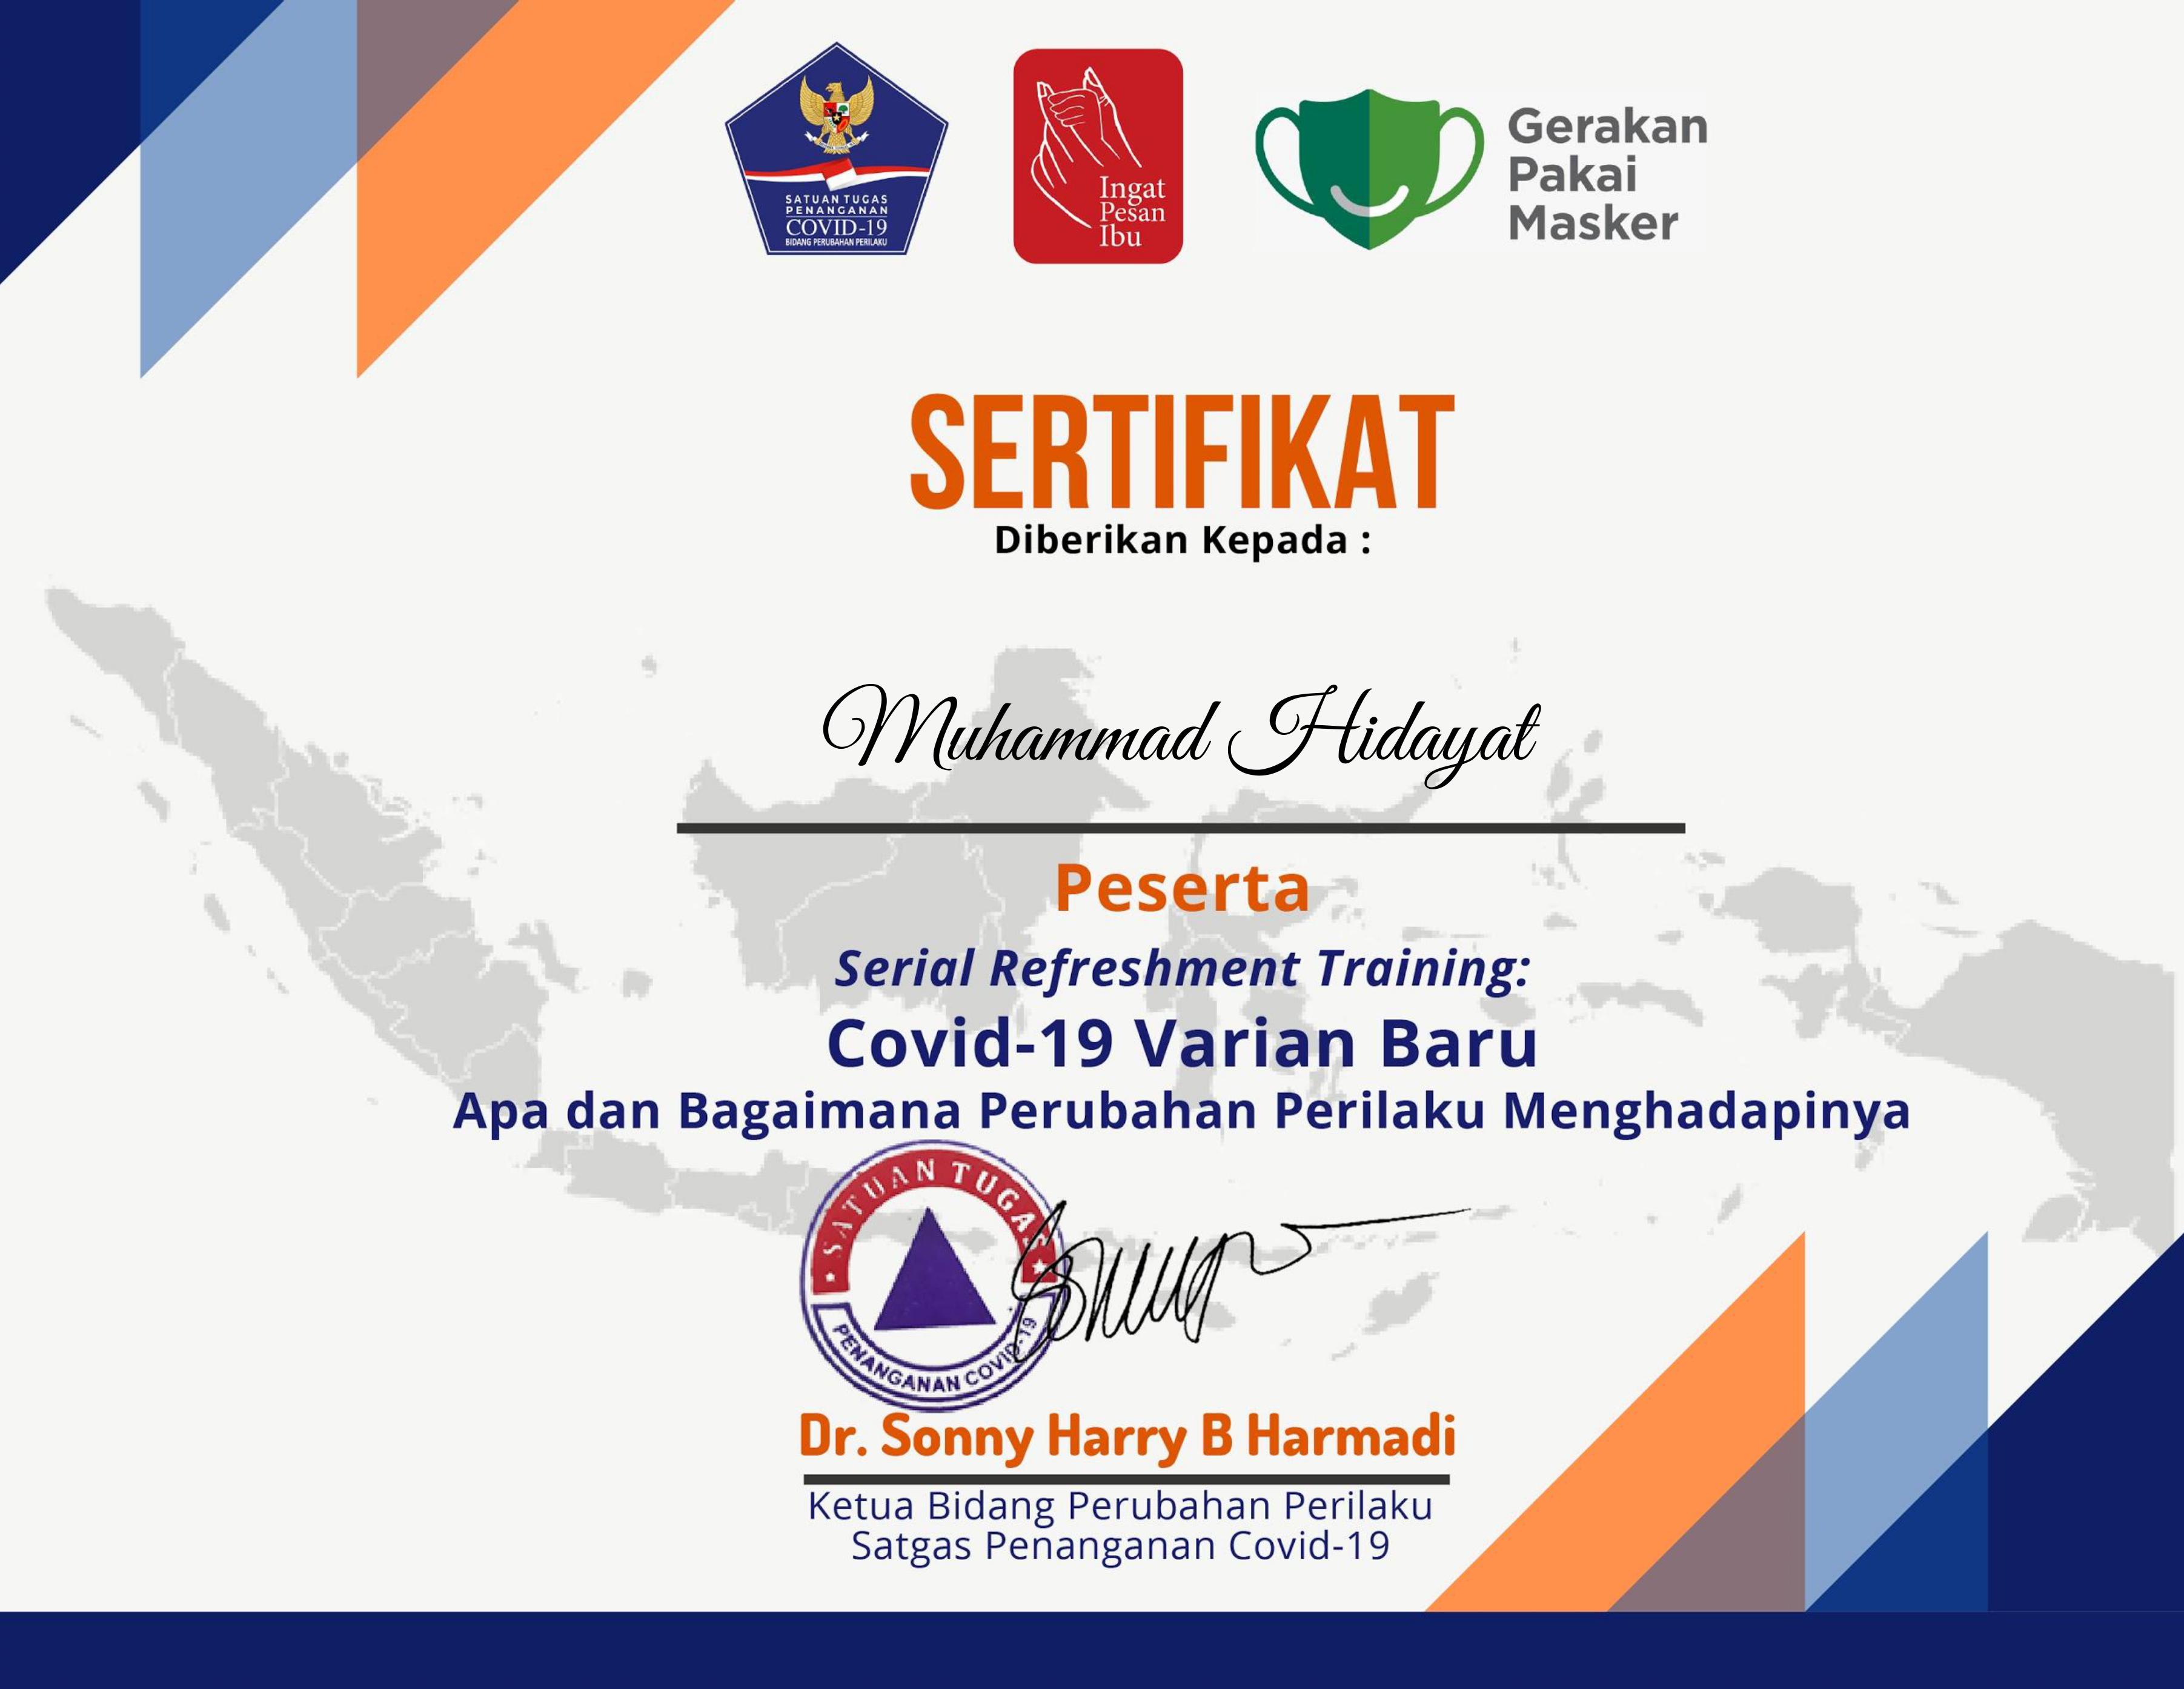 SATUAN TUGAS
PENANGANAN
COVID-19
BIDANG PERUBAHAN PERILAKU
Ingat
Pesan
Ibu
Gerakan
Pakai
Masker
SERTIFIKAT
Diberikan Kepada :
Muhammad Hidayat
Peserta
Serial Refreshment Training:
Covid-19 Varian Baru
Apa dan Bagaimana Perubahan Perilaku Menghadapinya
SATUAN TUGAS
PENANGANAN COVID-19
Dr. Sonny Harry B Harmadi
Ketua Bidang Perubahan Perilaku
Satgas Penanganan Covid-19